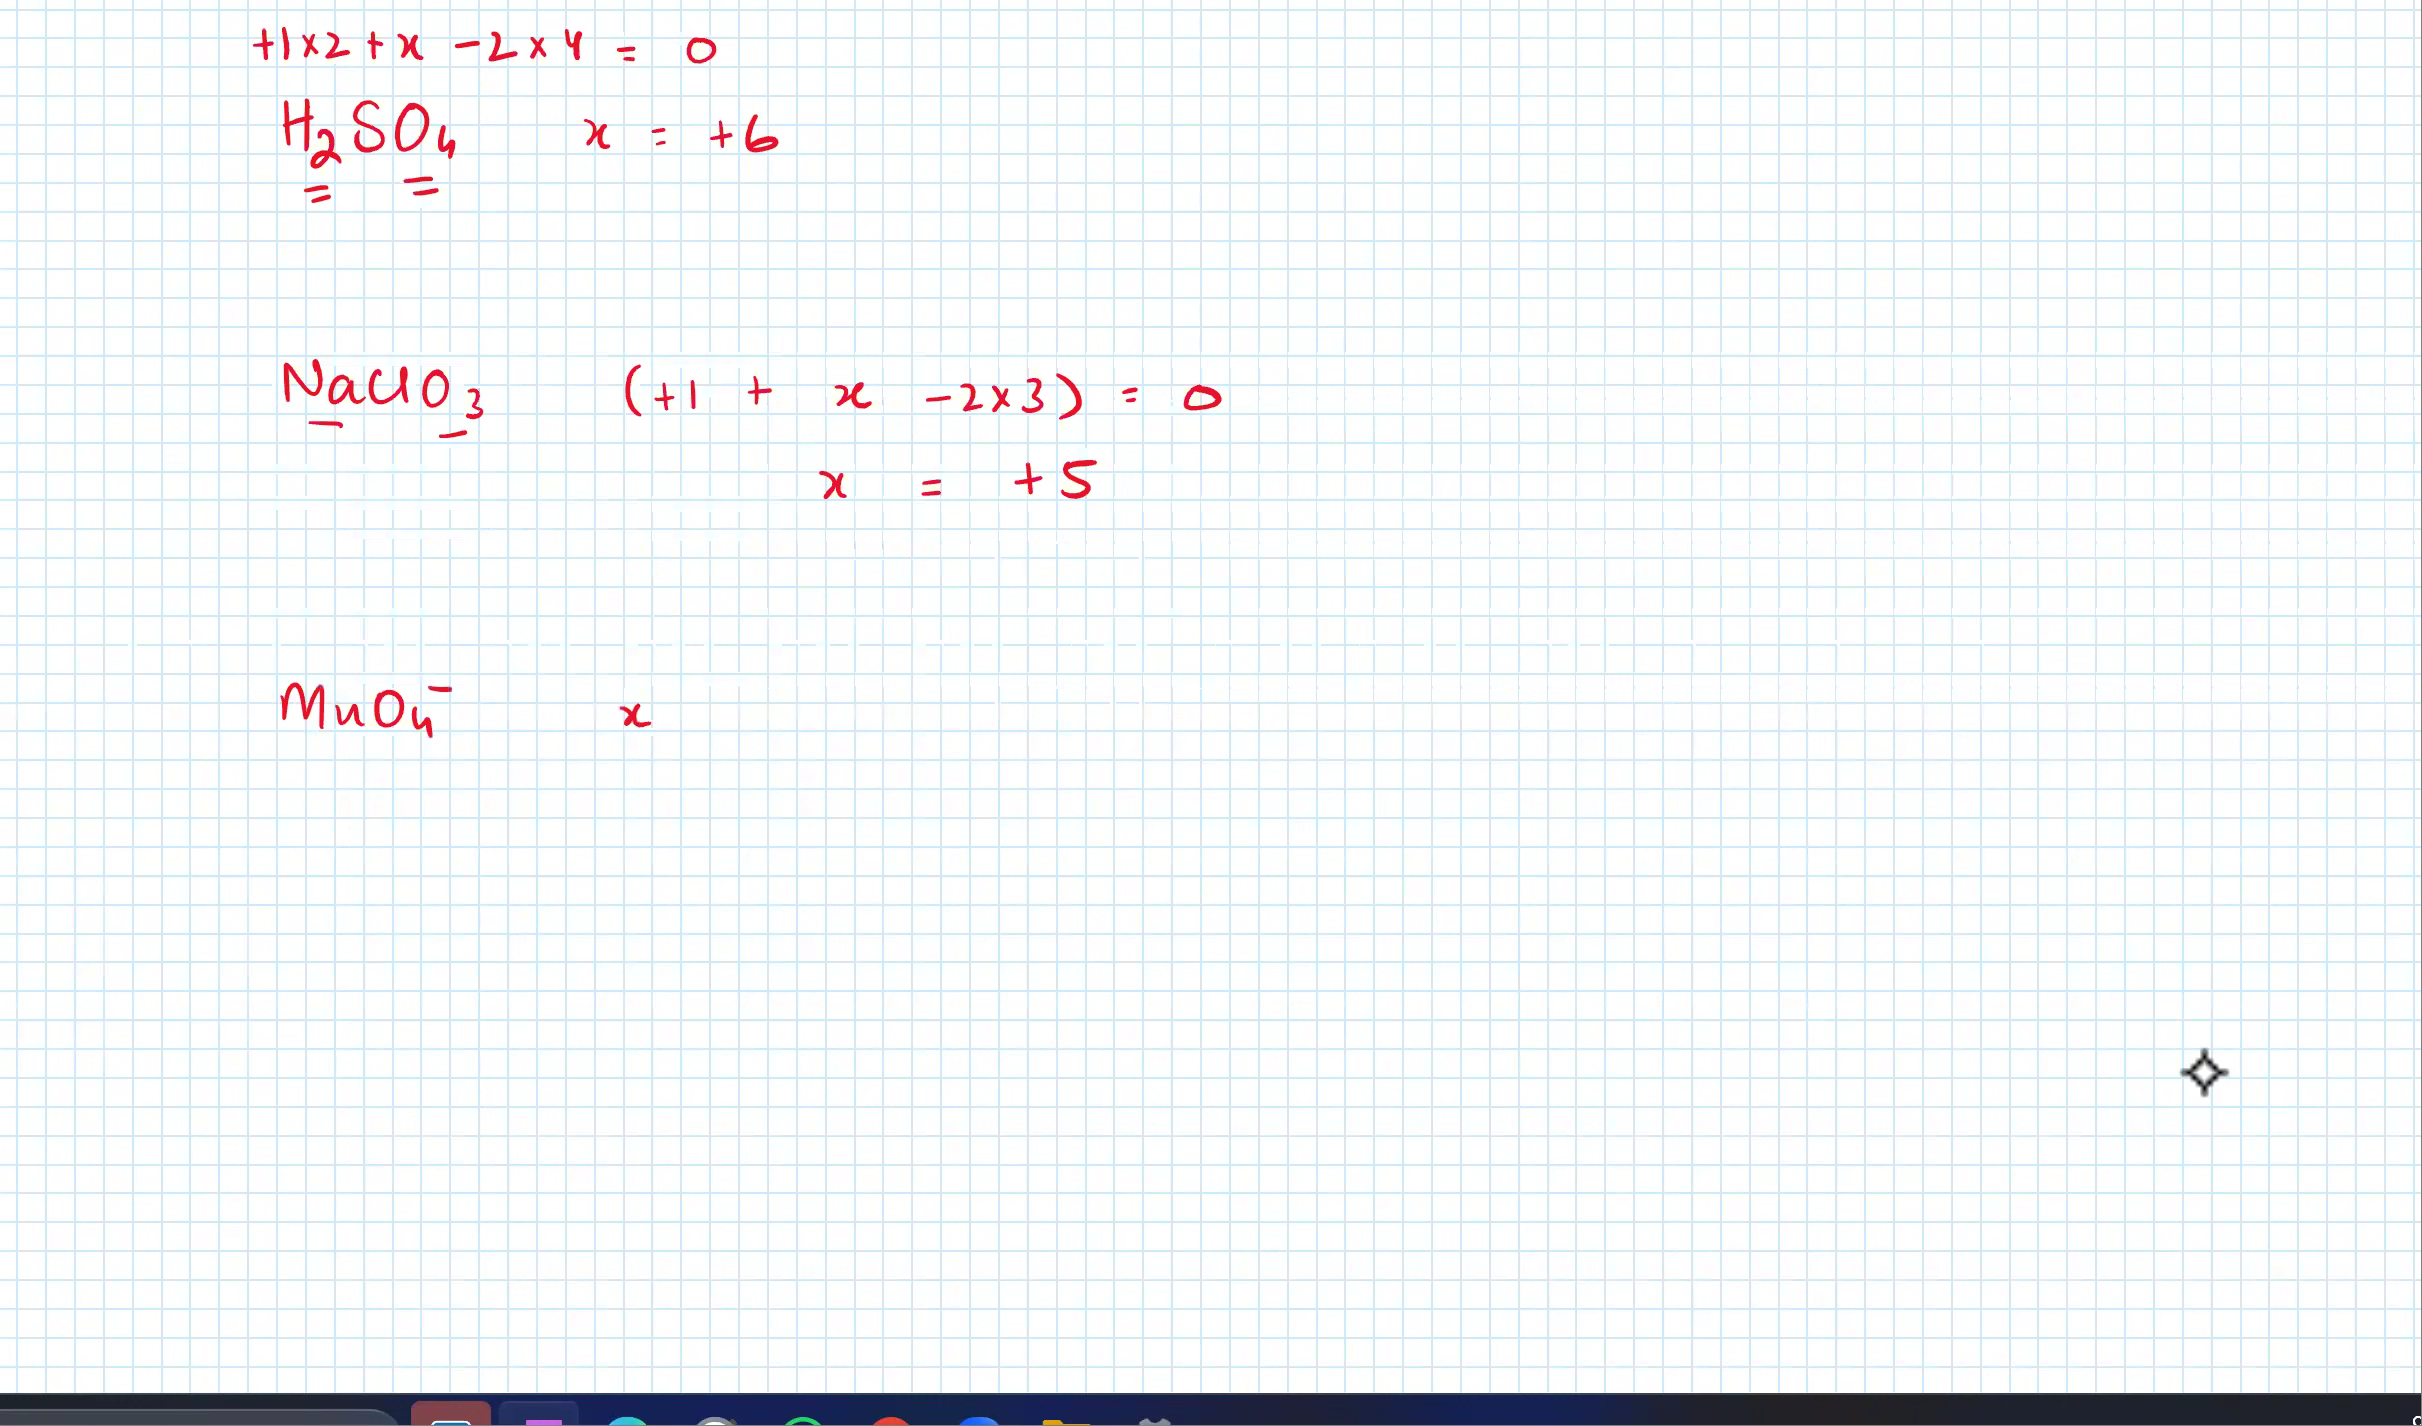 +1×2 + x − 2×4 = 0
H₂SO₄ x = +6
NaClO₃ (+1 + x −2×3) = 0
x = +5
MnO₄⁻ x